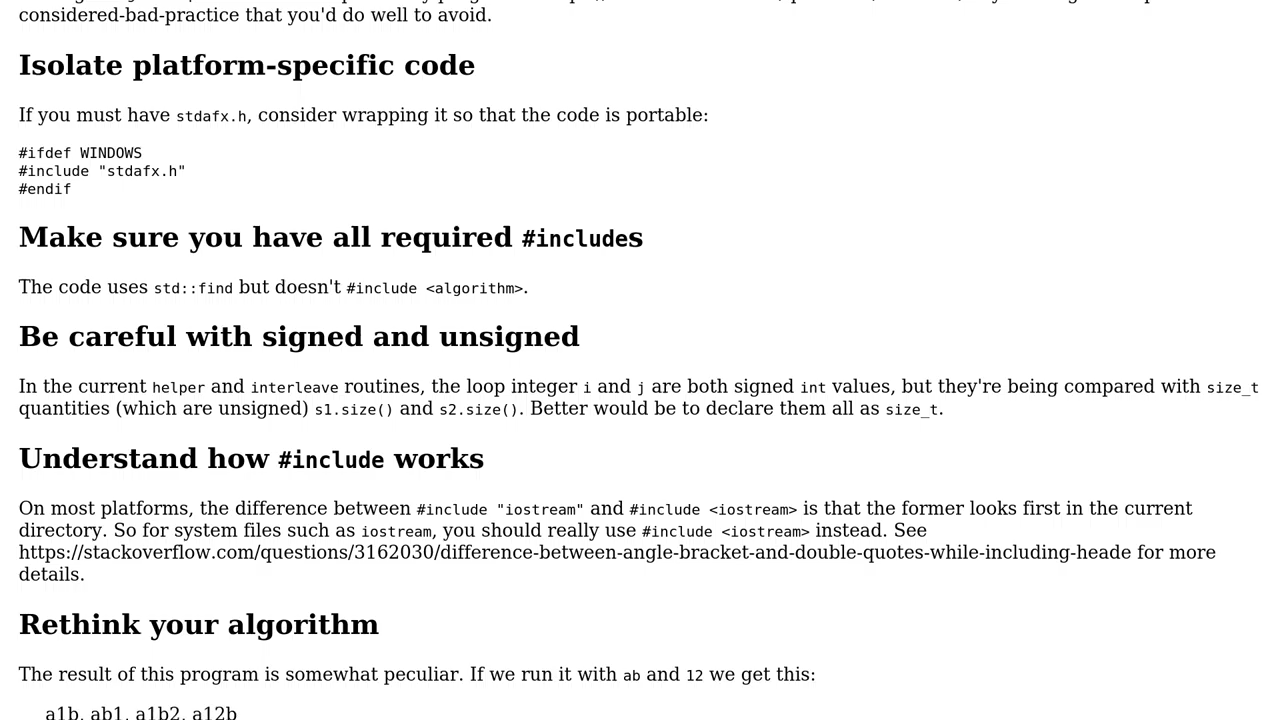 considered-bad-practice that you'd do well to avoid.
Isolate platform-specific code
If you must have stdafx.h, consider wrapping it so that the code is portable:
#ifdef WINDOWS
#include "stdafx.h"
#endif
Make sure you have all required #includes
The code uses std::find but doesn't #include <algorithm>.
Be careful with signed and unsigned
In the current helper and interleave routines, the loop integer i and j are both signed int values, but they're being compared with size_t
quantities (which are unsigned) s1.size() and s2.size(). Better would be to declare them all as size_t.
Understand how #include works
On most platforms, the difference between #include "iostream" and #include <iostream> is that the former looks first in the current
directory. So for system files such as iostream, you should really use #include <iostream> instead. See
https://stackoverflow.com/questions/3162030/difference-between-angle-bracket-and-double-quotes-while-including-heade for more
details.
Rethink your algorithm
The result of this program is somewhat peculiar. If we run it with ab and 12 we get this:
a1b, ab1, a1b2, a12b